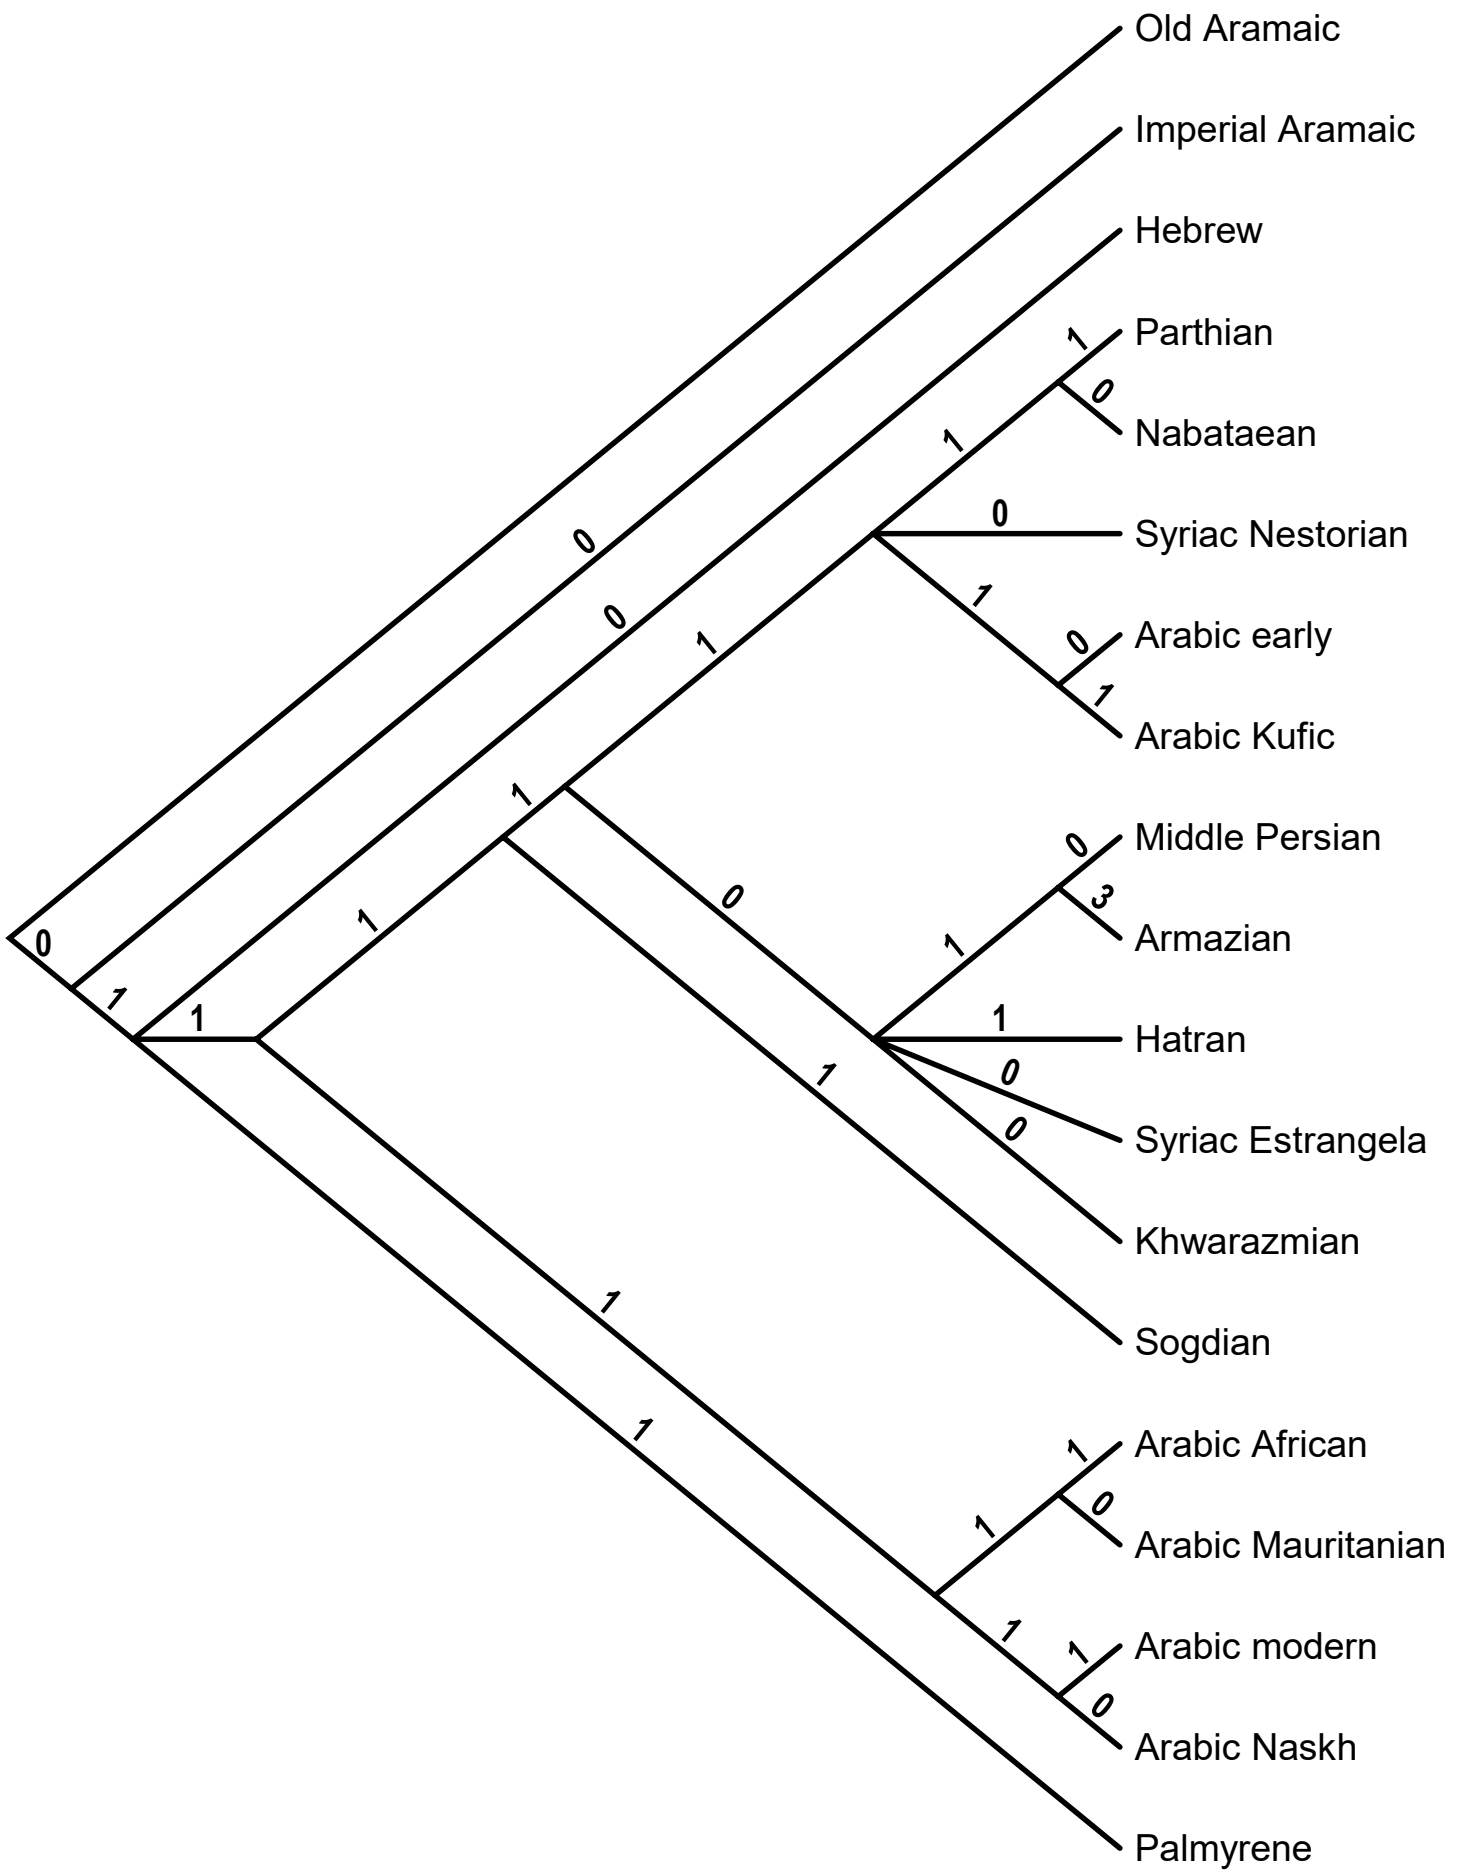 Old Aramaic
Imperial Aramaic
Hebrew
1
Parthian
0
Nabataean
1
0
Syriac Nestorian
0
1
0
Arabic early
0
1
1
Arabic Kufic
1
0
Middle Persian
0
3
1
Armazian
0
1
1
1
Hatran
0
1
0
Syriac Estrangela
Khwarazmian
1
Sogdian
1
1
Arabic African
0
1
Arabic Mauritanian
1
1
Arabic modern
0
Arabic Naskh
Palmyrene